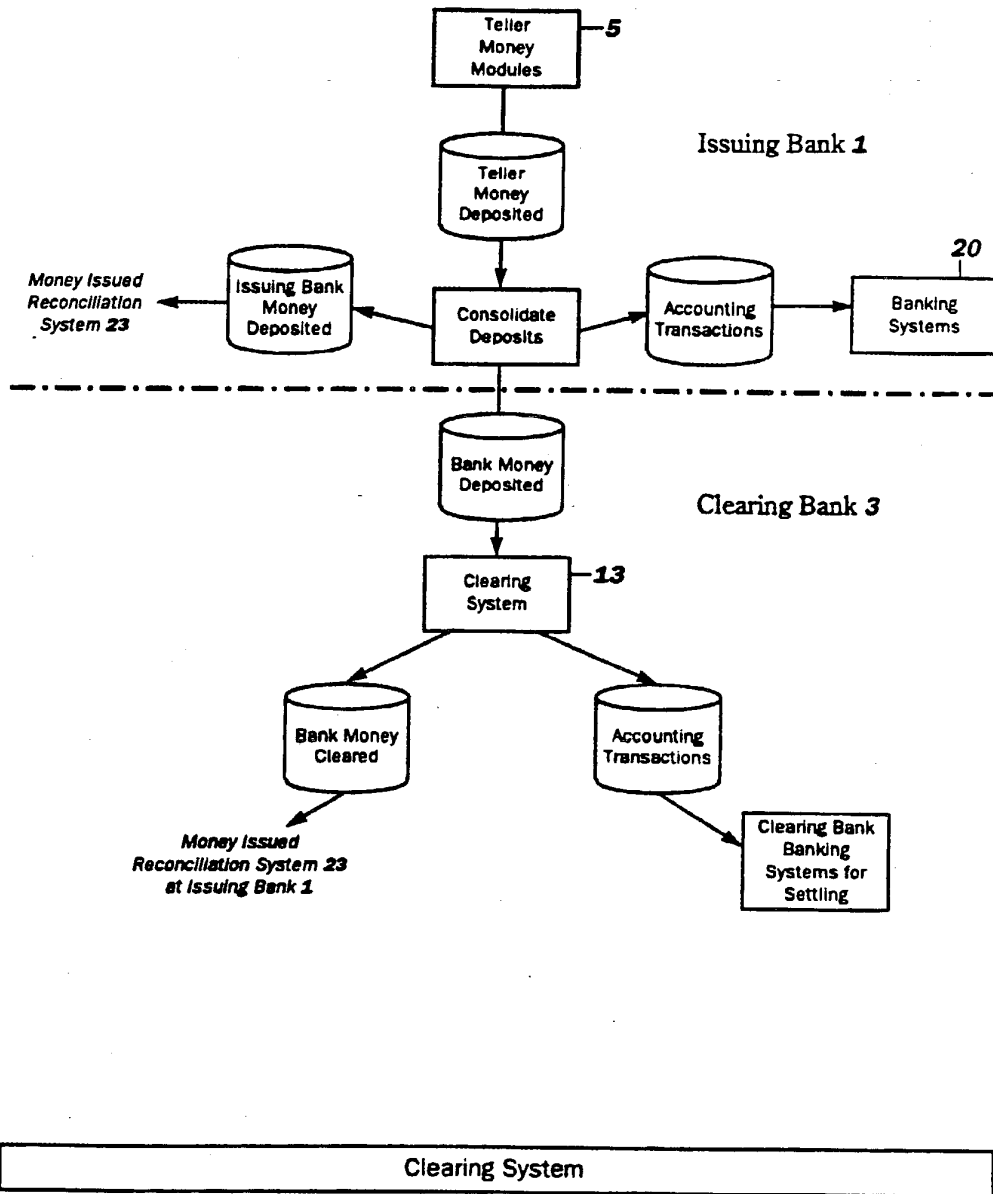 Teller
Money
Modules
5
Issuing Bank 1
Teller
Money
Deposited
20
Money Issued
Reconciliation
System 23
Issuing Bank
Money
Deposited
Consolidate
Deposits
Accounting
Transactions
Banking
Systems
Bank Money
Deposited
Clearing Bank 3
Clearing
System
13
Bank Money
Cleared
Accounting
Transactions
Money Issued
Reconciliation System 23
at Issuing Bank 1
Clearing Bank
Banking
Systems for
Settling
Clearing System